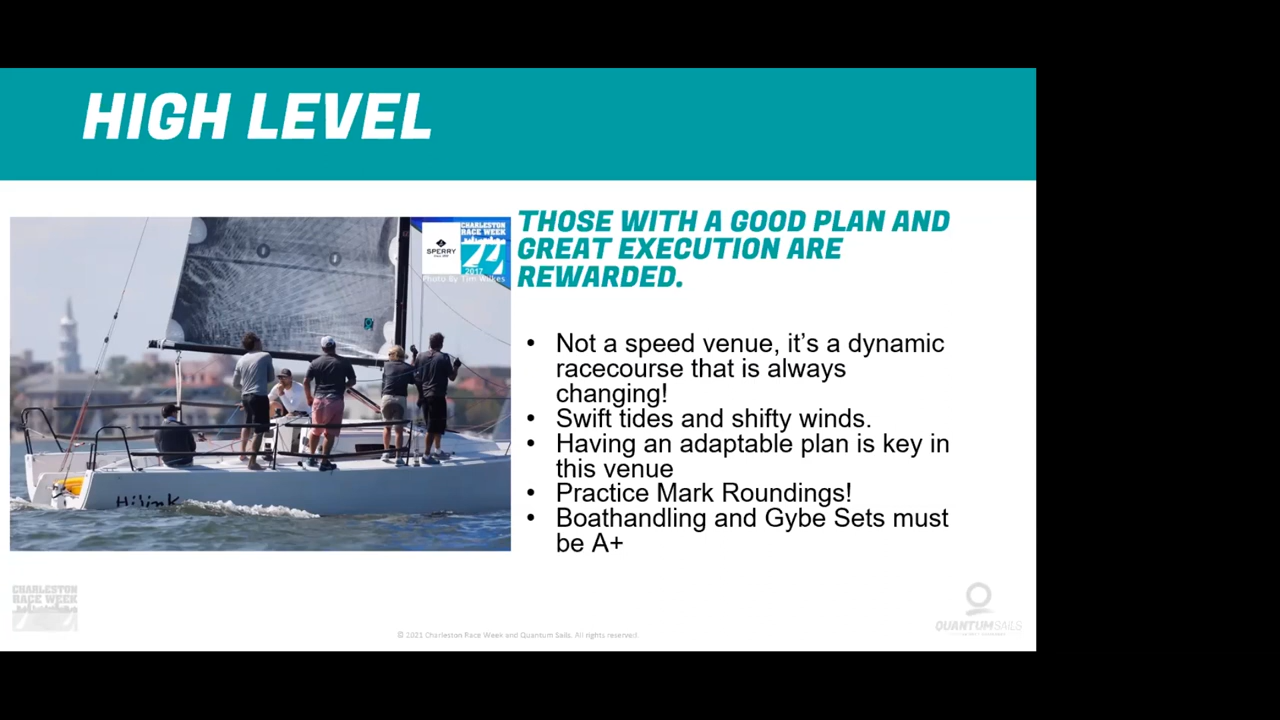 HIGH LEVEL
THOSE WITH A GOOD PLAN AND
GREAT EXECUTION ARE
REWARDED.
SPERRY
CHARLESTON
RACE WEEK
2017
Photo By Tim Wilkes
• Not a speed venue, it’s a dynamic
racecourse that is always
changing!
• Swift tides and shifty winds.
• Having an adaptable plan is key in
this venue
• Practice Mark Roundings!
• Boathandling and Gybe Sets must
be A+
Hijink
CHARLESTON
RACE WEEK
© 2021 Charleston Race Week and Quantum Sails. All rights reserved.
QUANTUM SAILS